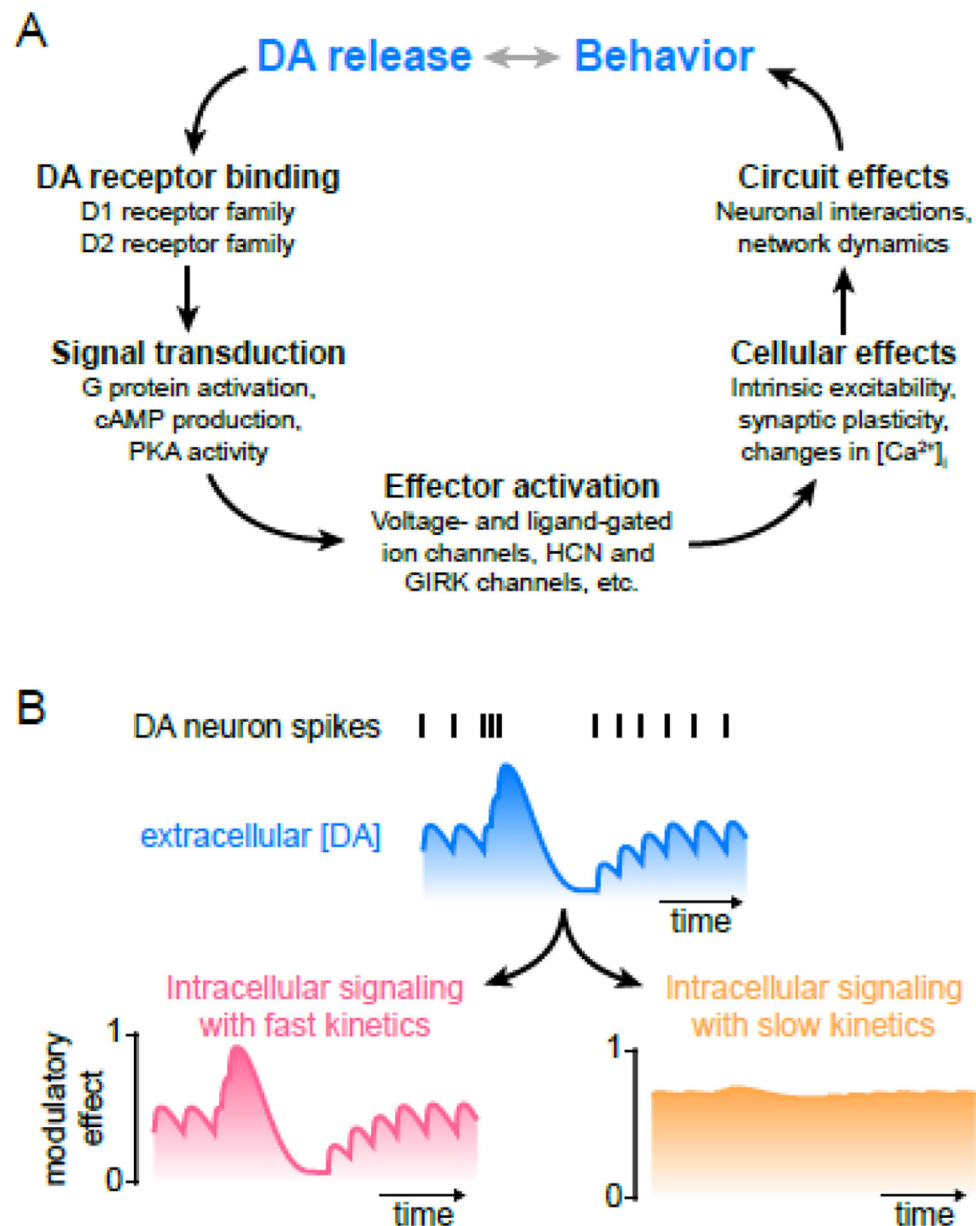 A
DA release
Behavior
DA receptor binding
D1 receptor family
D2 receptor family
Circuit effects
Neuronal interactions,
network dynamics
Signal transduction
G protein activation,
cAMP production,
PKA activity
Cellular effects
Intrinsic excitability,
synaptic plasticity,
changes in [Ca²⁺]ᵢ
Effector activation
Voltage- and ligand-gated
ion channels, HCN and
GIRK channels, etc.
B
DA neuron spikes
extracellular [DA]
time
Intracellular signaling
with fast kinetics
1
modulatory
effect
0
time
Intracellular signaling
with slow kinetics
1
0
time